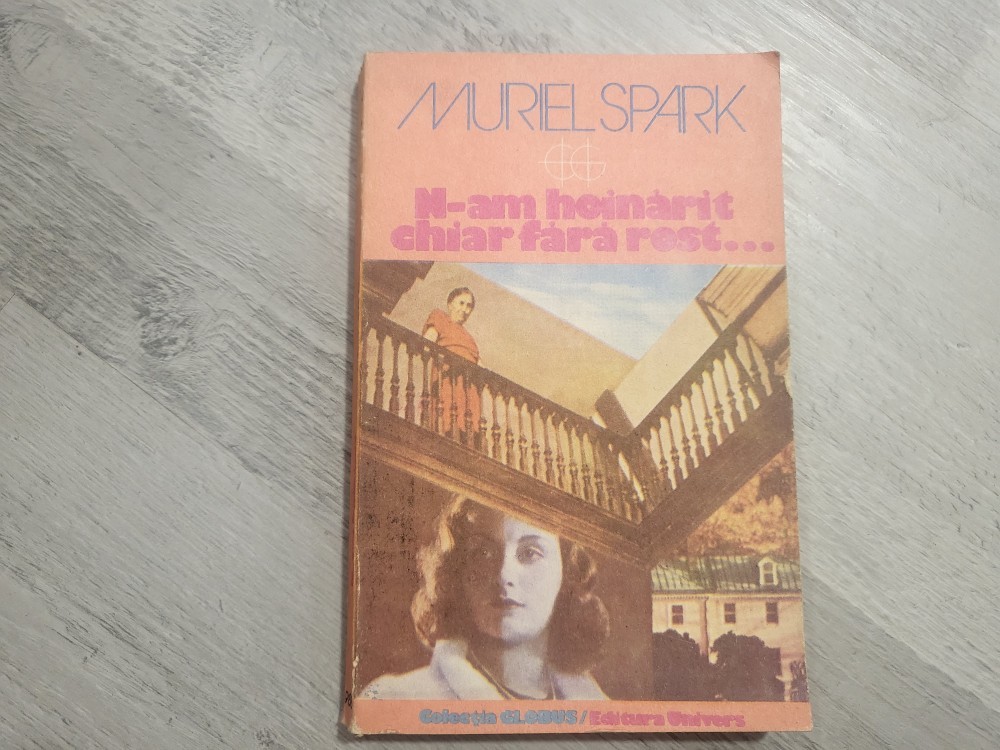 MURIEL SPARK
N-am hoinărit
chiar fără rost...
Colecția GLOBUS/Editura Univers